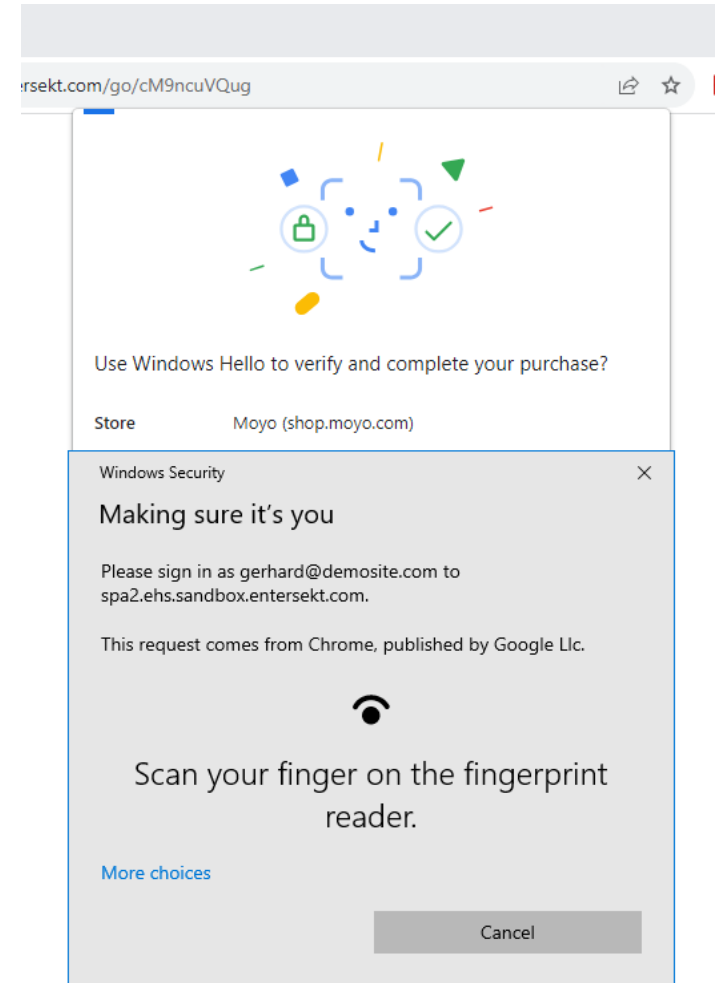 ersekt.com/go/cM9ncuVQug
Use Windows Hello to verify and complete your purchase?
Store Moyo (shop.moyo.com)
Windows Security
Making sure it's you
Please sign in as gerhard@demosite.com to
spa2.ehs.sandbox.entersekt.com.
This request comes from Chrome, published by Google Llc.
Scan your finger on the fingerprint
reader.
More choices
Cancel